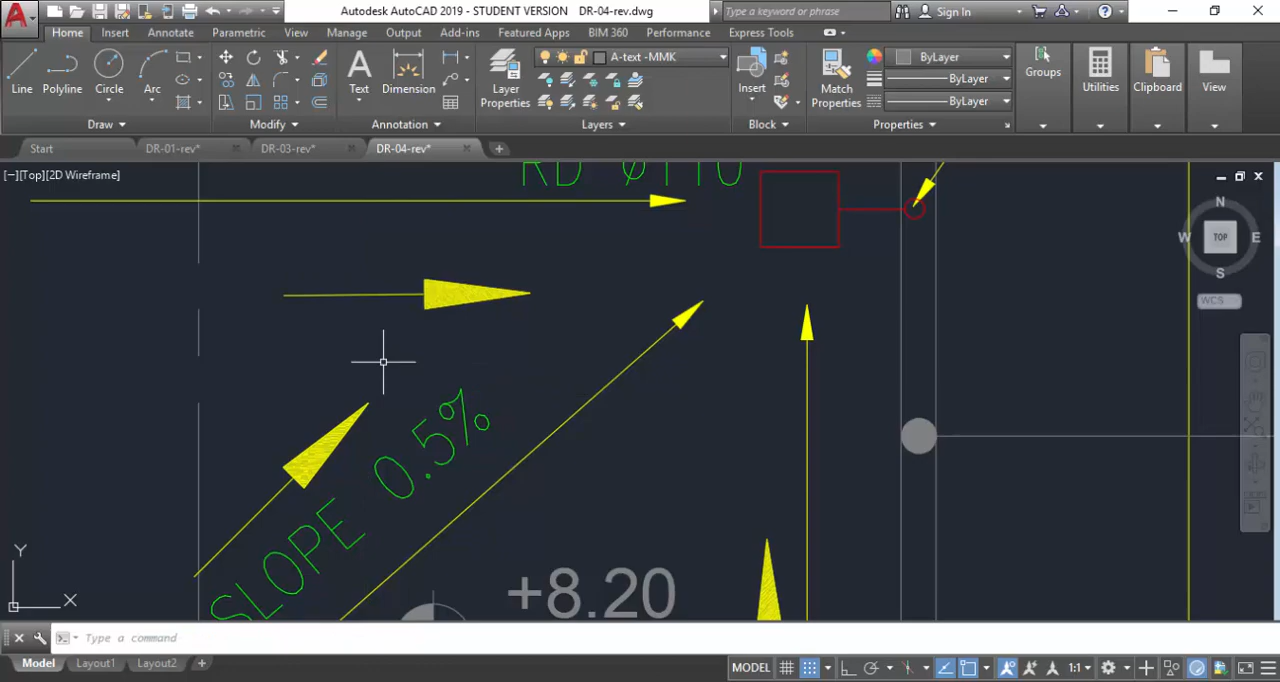 Autodesk AutoCAD 2019 - STUDENT VERSION DR-04-rev.dwg
Type a keyword or phrase
Sign In
Home Insert Annotate Parametric View Manage Output Add-ins Featured Apps BIM 360 Performance Express Tools
Line Polyline Circle Arc
Text Dimension
Layer Properties
A-text -MMK
Insert
Match Properties
ByLayer
ByLayer
ByLayer
Groups
Utilities
Clipboard
View
Draw Modify Annotation Layers Block Properties
Start DR-01-rev* DR-03-rev* DR-04-rev*
[−][Top][2D Wireframe]
RD Ø110
N
W TOP E
S
WCS
SLOPE 0.5%
+8.20
Y
X
Type a command
Model Layout1 Layout2 +
MODEL 1:1